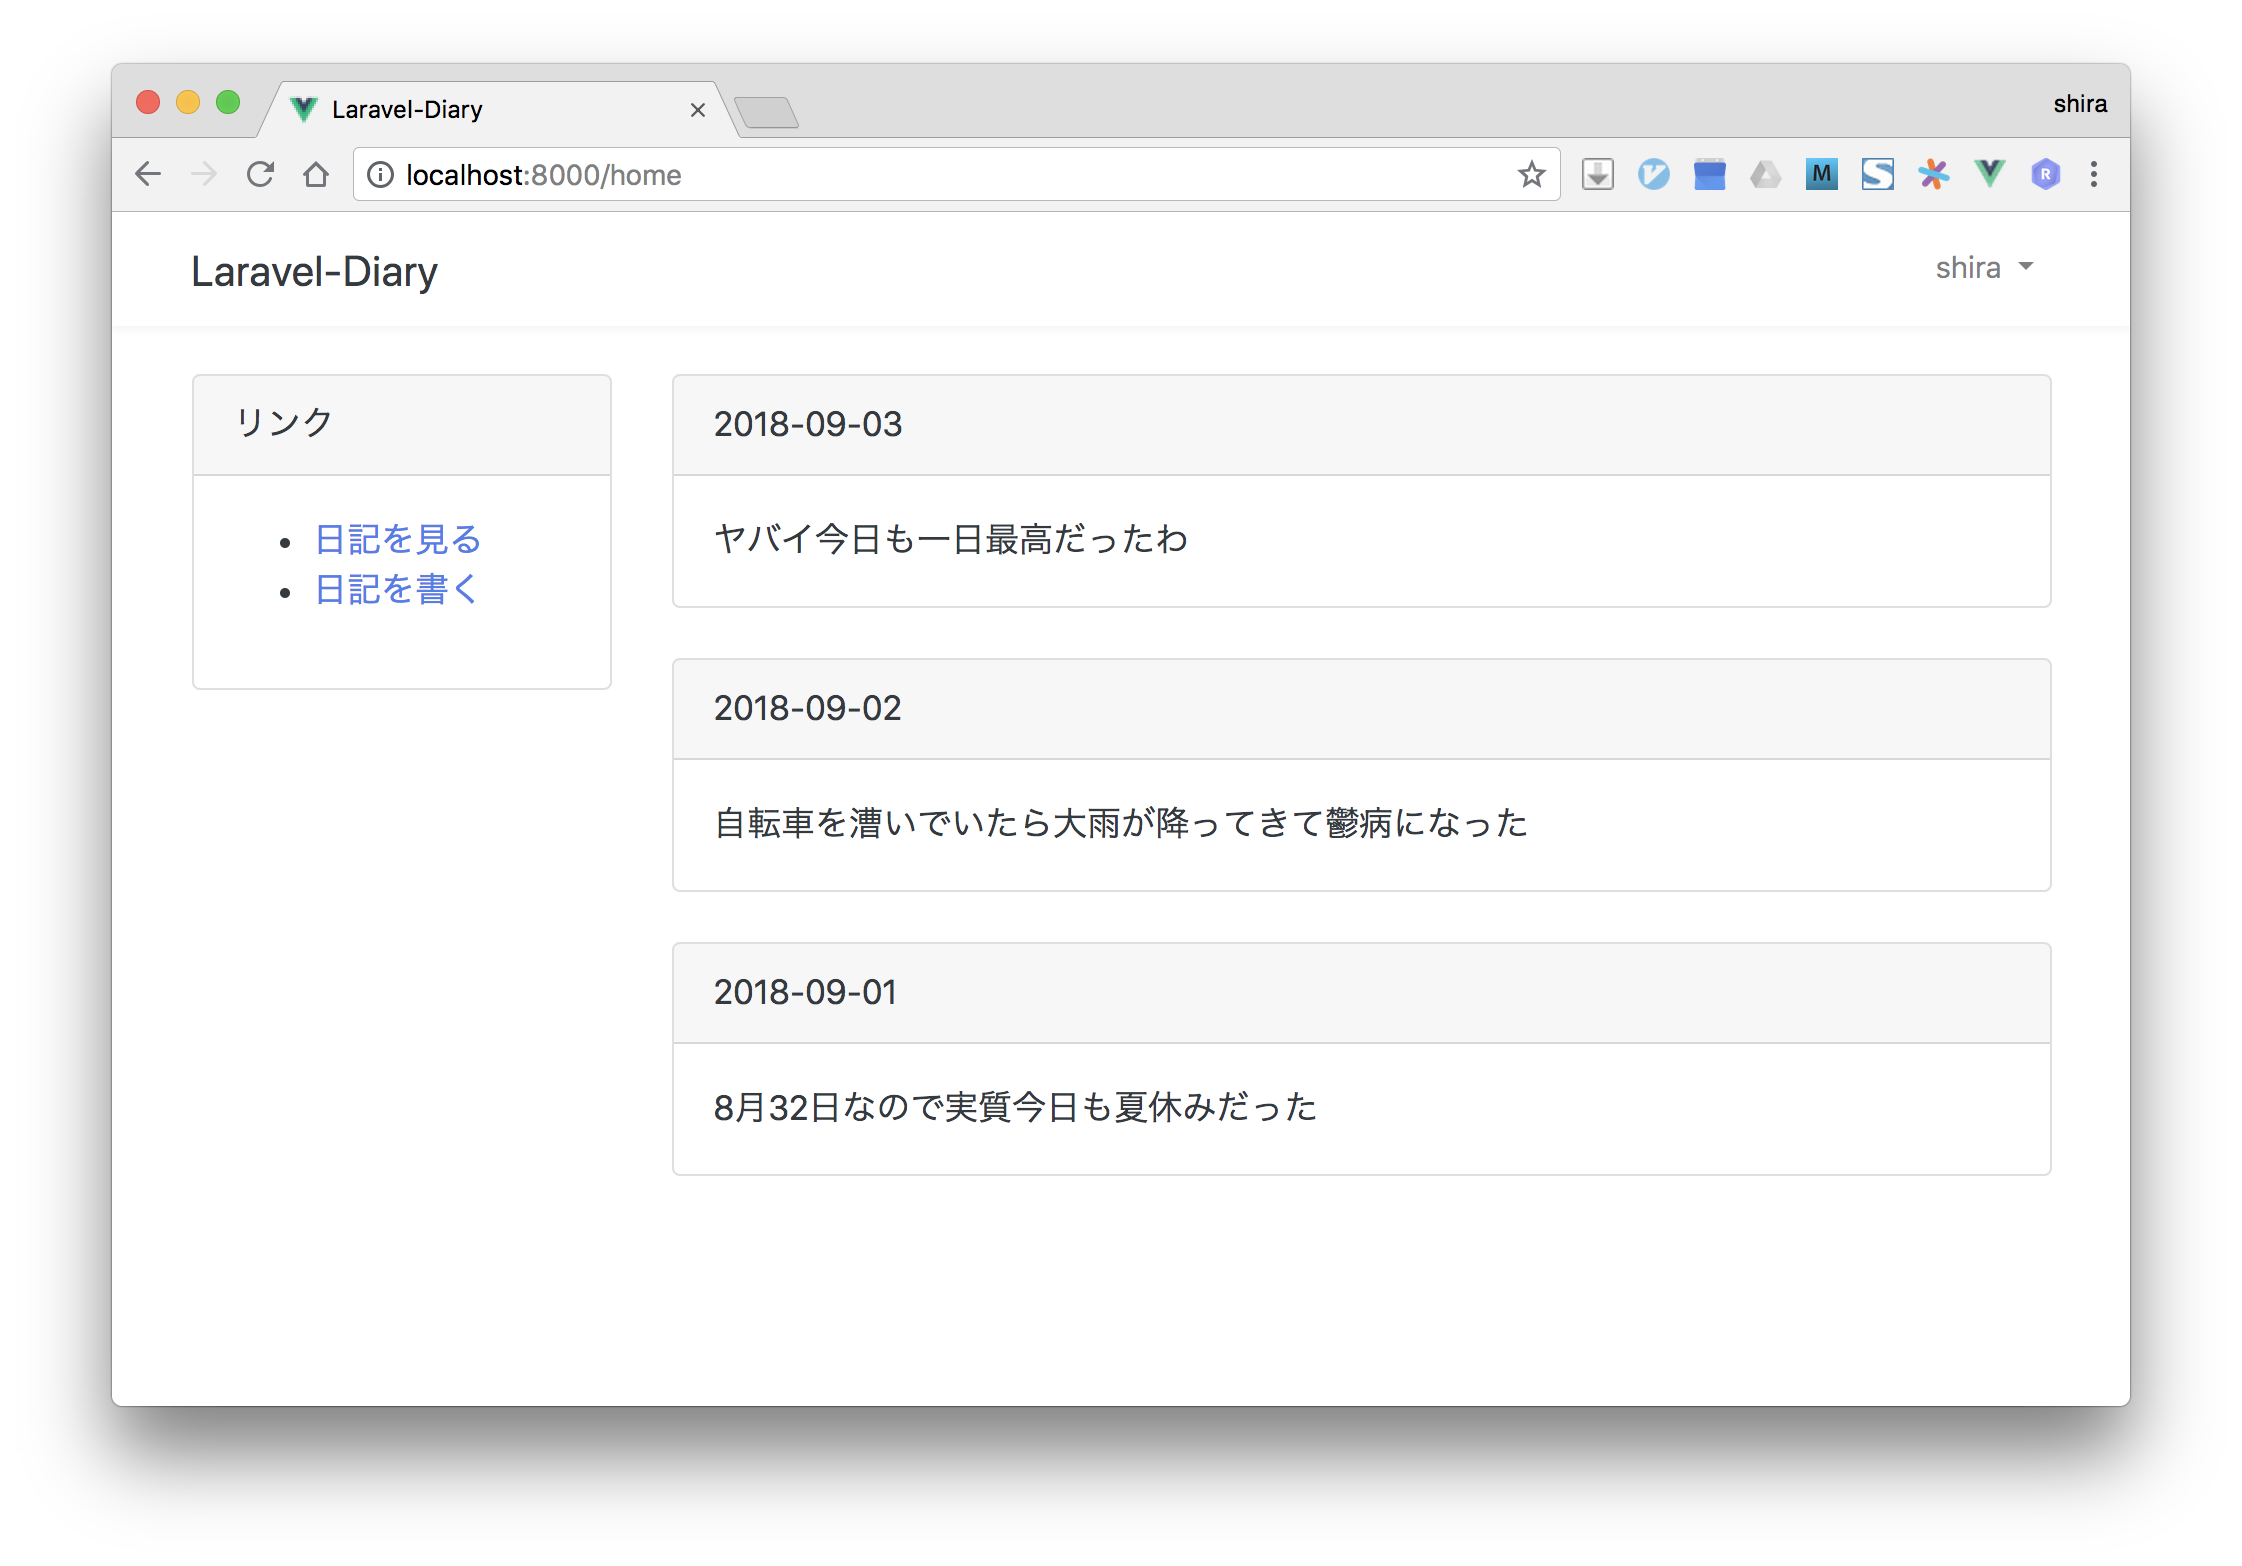 Laravel-Diary
shira
localhost:8000/home
M
R
Laravel-Diary
shira
リンク
日記を見る
日記を書く
2018-09-03
ヤバイ今日も一日最高だったわ
2018-09-02
自転車を漕いでいたら大雨が降ってきて鬱病になった
2018-09-01
8月32日なので実質今日も夏休みだった